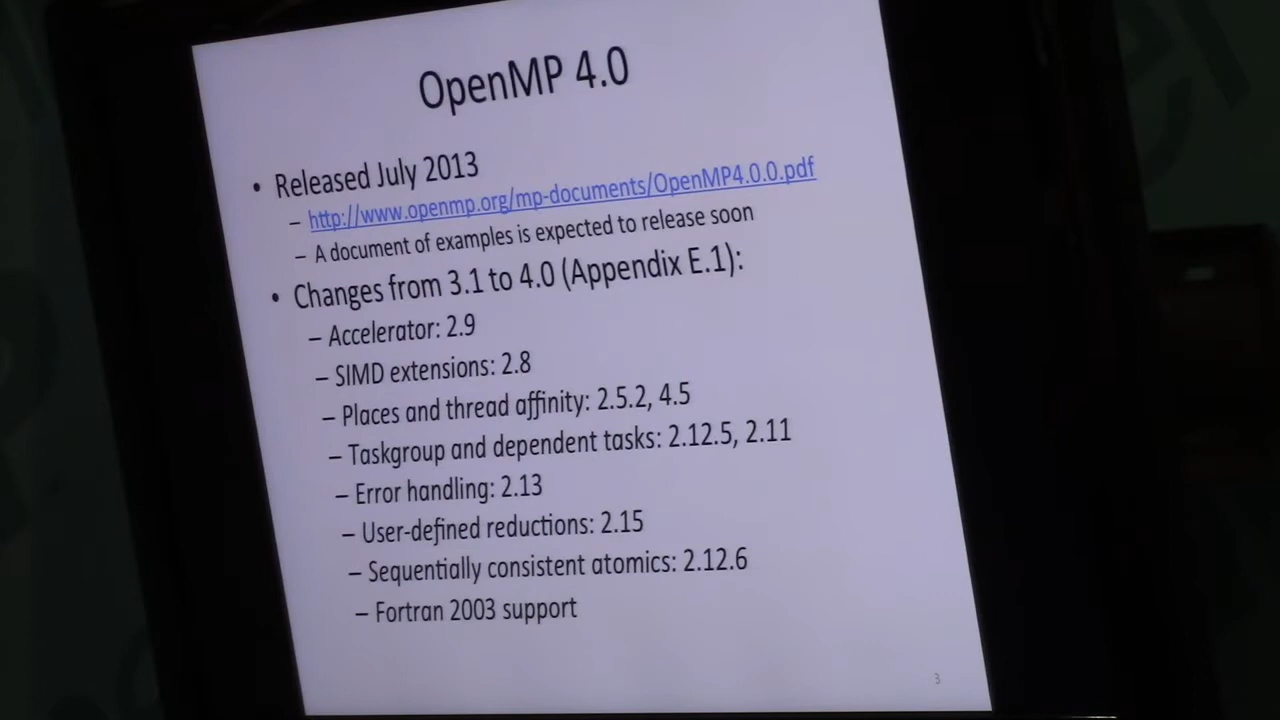 OpenMP 4.0
• Released July 2013
– http://www.openmp.org/mp-documents/OpenMP4.0.0.pdf
– A document of examples is expected to release soon
• Changes from 3.1 to 4.0 (Appendix E.1):
– Accelerator: 2.9
– SIMD extensions: 2.8
– Places and thread affinity: 2.5.2, 4.5
– Taskgroup and dependent tasks: 2.12.5, 2.11
– Error handling: 2.13
– User-defined reductions: 2.15
– Sequentially consistent atomics: 2.12.6
– Fortran 2003 support
3